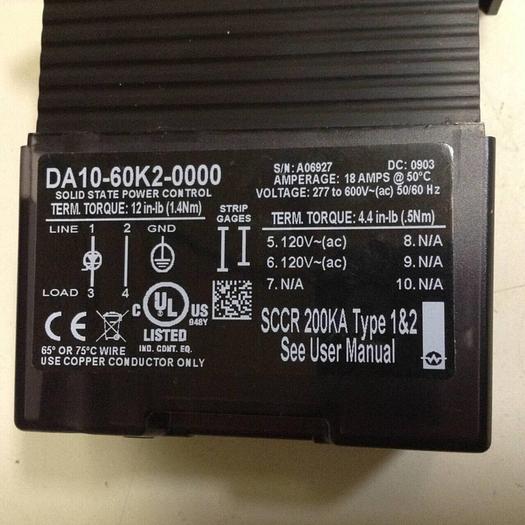 DA10-60K2-0000
SOLID STATE POWER CONTROL
S/N: A06927 DC: 0903
AMPERAGE: 18 AMPS @ 50°C
VOLTAGE: 277 to 600V~(ac) 50/60 Hz
TERM. TORQUE: 12 in-lb (1.4Nm)
STRIP
GAGES
TERM. TORQUE: 4.4 in-lb (.5Nm)
LINE 1 2 GND
LOAD 3 4
5. 120V~(ac) 8. N/A
6. 120V~(ac) 9. N/A
7. N/A 10. N/A
CE
C UL US
LISTED
948Y
IND. CONT. EQ.
SCCR 200KA Type 1&2
See User Manual
65° OR 75°C WIRE
USE COPPER CONDUCTOR ONLY